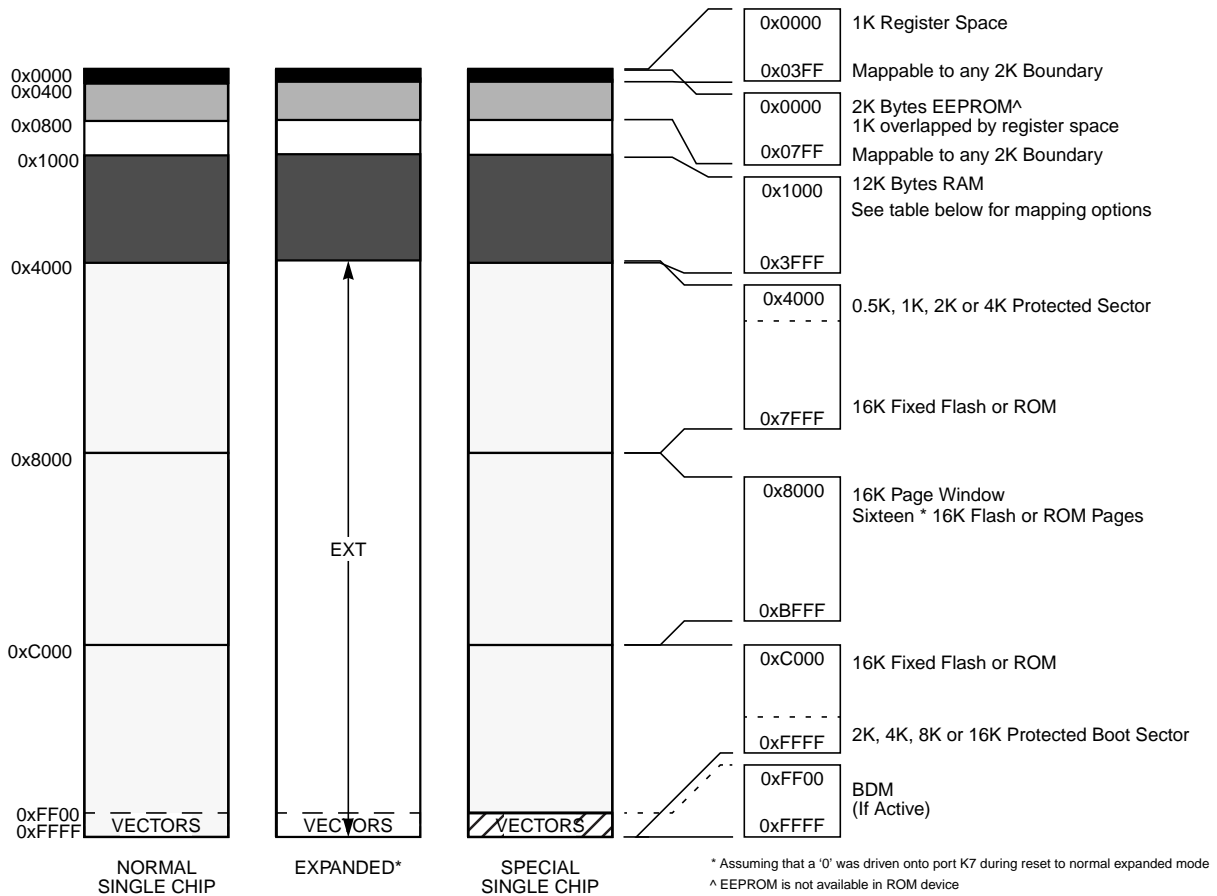 0x0000
0x0400
0x0800
0x1000
0x4000
0x8000
0xC000
0xFF00
0xFFFF
VECTORS
NORMAL
SINGLE CHIP
EXT
VECTORS
EXPANDED*
VECTORS
SPECIAL
SINGLE CHIP
0x0000
1K Register Space
0x03FF
Mappable to any 2K Boundary
0x0000
2K Bytes EEPROM^
1K overlapped by register space
0x07FF
Mappable to any 2K Boundary
0x1000
12K Bytes RAM
See table below for mapping options
0x3FFF
0x4000
0.5K, 1K, 2K or 4K Protected Sector
16K Fixed Flash or ROM
0x7FFF
0x8000
16K Page Window
Sixteen * 16K Flash or ROM Pages
0xBFFF
0xC000
16K Fixed Flash or ROM
2K, 4K, 8K or 16K Protected Boot Sector
0xFFFF
0xFF00
BDM
(If Active)
0xFFFF
* Assuming that a ‘0’ was driven onto port K7 during reset to normal expanded mode
^ EEPROM is not available in ROM device